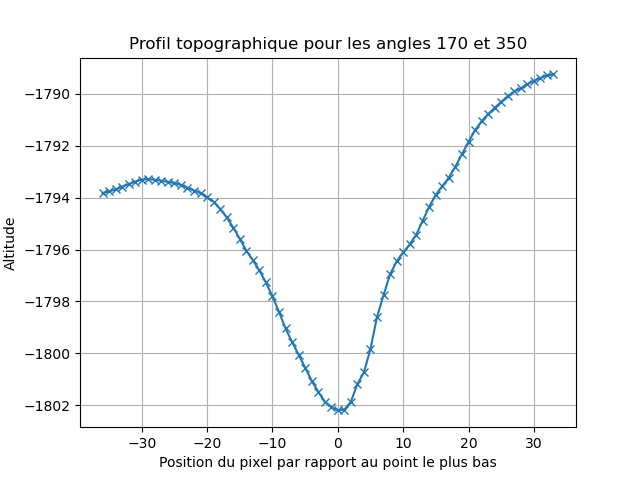 Profil topographique pour les angles 170 et 350
Altitude
−1790
−1792
−1794
−1796
−1798
−1800
−1802
−30 −20 −10 0 10 20 30
Position du pixel par rapport au point le plus bas